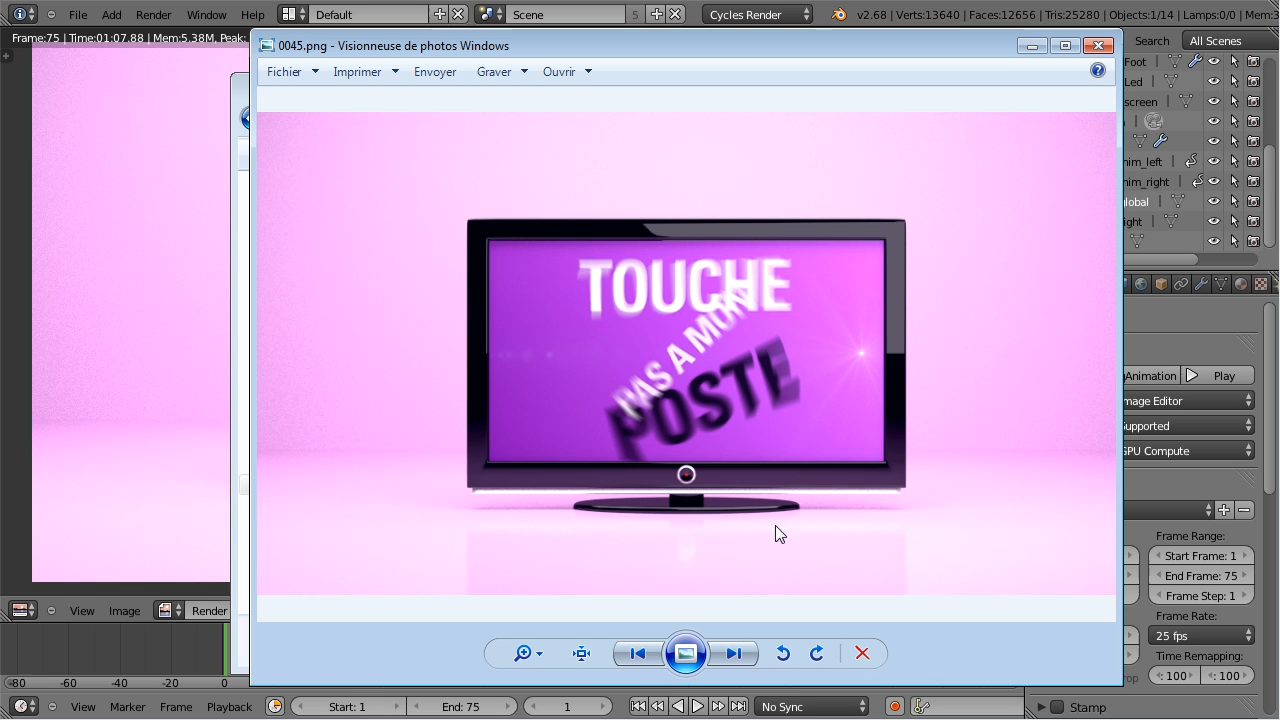 File Add Render Window Help Default Scene 5 Cycles Render v2.68 | Verts:13640 | Faces:12656 | Tris:25280 | Objects:1/14 | Lamps:0/0 | Mem:3
Frame:75 | Time:01:07.88 | Mem:5.38M, Peak:
Search All Scenes
0045.png - Visionneuse de photos Windows
Fichier Imprimer Envoyer Graver Ouvrir
Foot
Led
screen
nim_left
nim_right
global
ight
TOUCHE
PAS A MON
POSTE
Animation Play
mage Editor
Supported
GPU Compute
Frame Range:
Start Frame: 1
End Frame: 75
Frame Step: 1
Frame Rate:
25 fps
Time Remapping:
: 100 : 100
View Image Render
-80 -60 -40 -20 0
View Marker Frame Playback Start: 1 End: 75 1 No Sync
Stamp